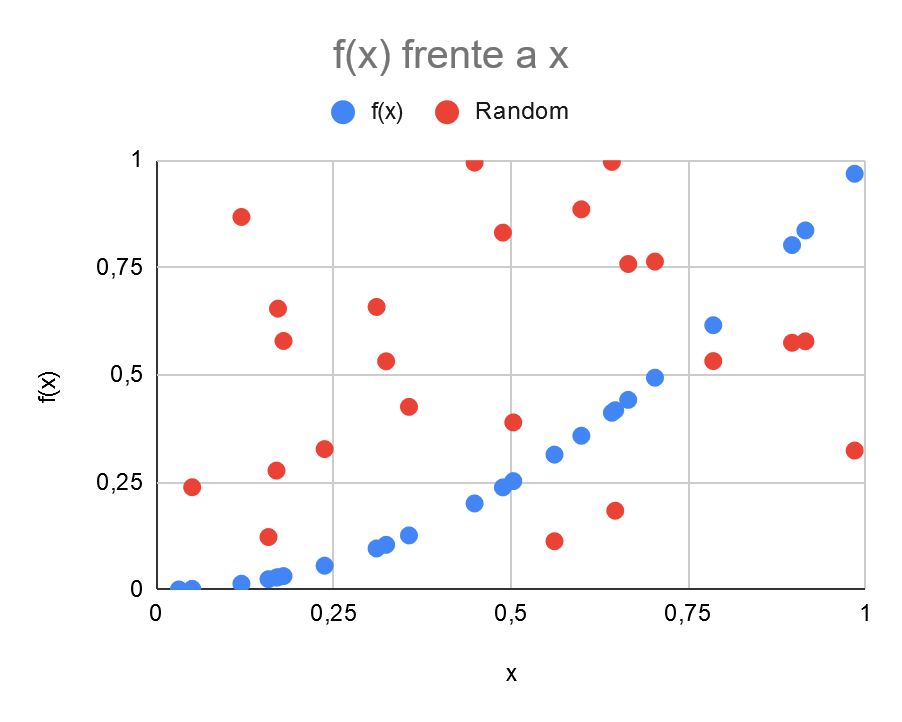 f(x) frente a x
f(x) Random
1
0,75
0,5
0,25
0
f(x)
0 0,25 0,5 0,75 1
x